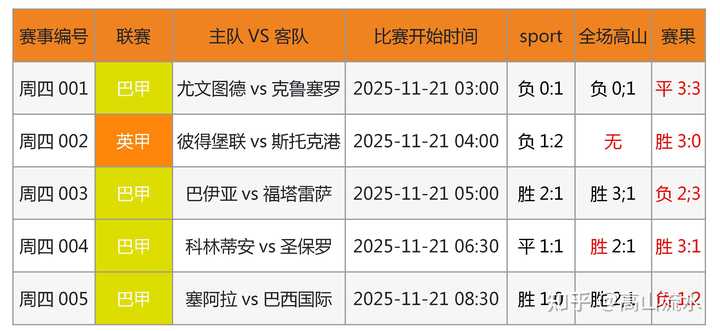 赛事编号 联赛 主队 VS 客队 比赛开始时间 sport 全场高山 赛果
周四 001 巴甲 尤文图德 vs 克鲁塞罗 2025-11-21 03:00 负 0:1 负 0;1 平 3:3
周四 002 英甲 彼得堡联 vs 斯托克港 2025-11-21 04:00 负 1:2 无 胜 3:0
周四 003 巴甲 巴伊亚 vs 福塔雷萨 2025-11-21 05:00 胜 2:1 胜 3;1 负 2;3
周四 004 巴甲 科林蒂安 vs 圣保罗 2025-11-21 06:30 平 1:1 胜 2:1 胜 3:1
周四 005 巴甲 塞阿拉 vs 巴西国际 2025-11-21 08:30 胜 1:0 胜 2:1 负 1:2
知乎 @高山流水